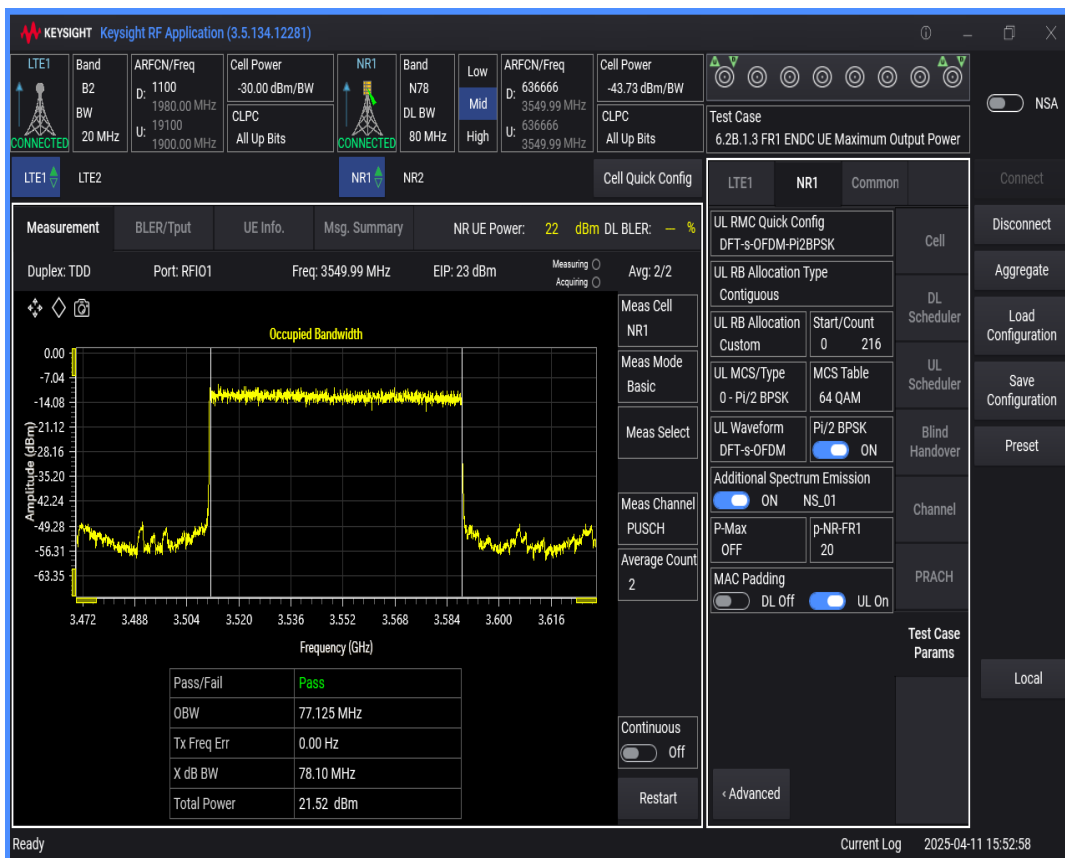 KEYSIGHT Keysight RF Application (3.5.134.12281)
LTE1
CONNECTED
Band
B2
BW
20 MHz
ARFCN/Freq
D: 1100
1980.00 MHz
U: 19100
1900.00 MHz
Cell Power
-30.00 dBm/BW
CLPC
All Up Bits
NR1
CONNECTED
Band
N78
DL BW
80 MHz
Low
Mid
High
ARFCN/Freq
D: 636666
3549.99 MHz
U: 636666
3549.99 MHz
Cell Power
-43.73 dBm/BW
CLPC
All Up Bits
Test Case
6.2B.1.3 FR1 ENDC UE Maximum Output Power
NSA
LTE1 LTE2 NR1 NR2 Cell Quick Config
Measurement BLER/Tput UE Info. Msg. Summary NR UE Power: 22 dBm DL BLER: — %
Duplex: TDD Port: RFIO1 Freq: 3549.99 MHz EIP: 23 dBm Measuring Avg: 2/2
Acquiring
Occupied Bandwidth
Amplitude (dBm)
0.00
-7.04
-14.08
-21.12
-28.16
-35.20
-42.24
-49.28
-56.31
-63.35
3.472 3.488 3.504 3.520 3.536 3.552 3.568 3.584 3.600 3.616
Frequency (GHz)
Pass/Fail Pass
OBW 77.125 MHz
Tx Freq Err 0.00 Hz
X dB BW 78.10 MHz
Total Power 21.52 dBm
Meas Cell
NR1
Meas Mode
Basic
Meas Select
Meas Channel
PUSCH
Average Count
2
Continuous
Off
Restart
LTE1 NR1 Common
UL RMC Quick Config
DFT-s-OFDM-Pi2BPSK
UL RB Allocation Type
Contiguous
UL RB Allocation
Custom
Start/Count
0 216
UL MCS/Type
0 - Pi/2 BPSK
MCS Table
64 QAM
UL Waveform
DFT-s-OFDM
Pi/2 BPSK
ON
Additional Spectrum Emission
ON NS_01
P-Max
OFF
p-NR-FR1
20
MAC Padding
DL Off UL On
‹ Advanced
Cell
DL
Scheduler
UL
Scheduler
Blind
Handover
Channel
PRACH
Test Case
Params
Connect
Disconnect
Aggregate
Load
Configuration
Save
Configuration
Preset
Local
Ready Current Log 2025-04-11 15:52:58